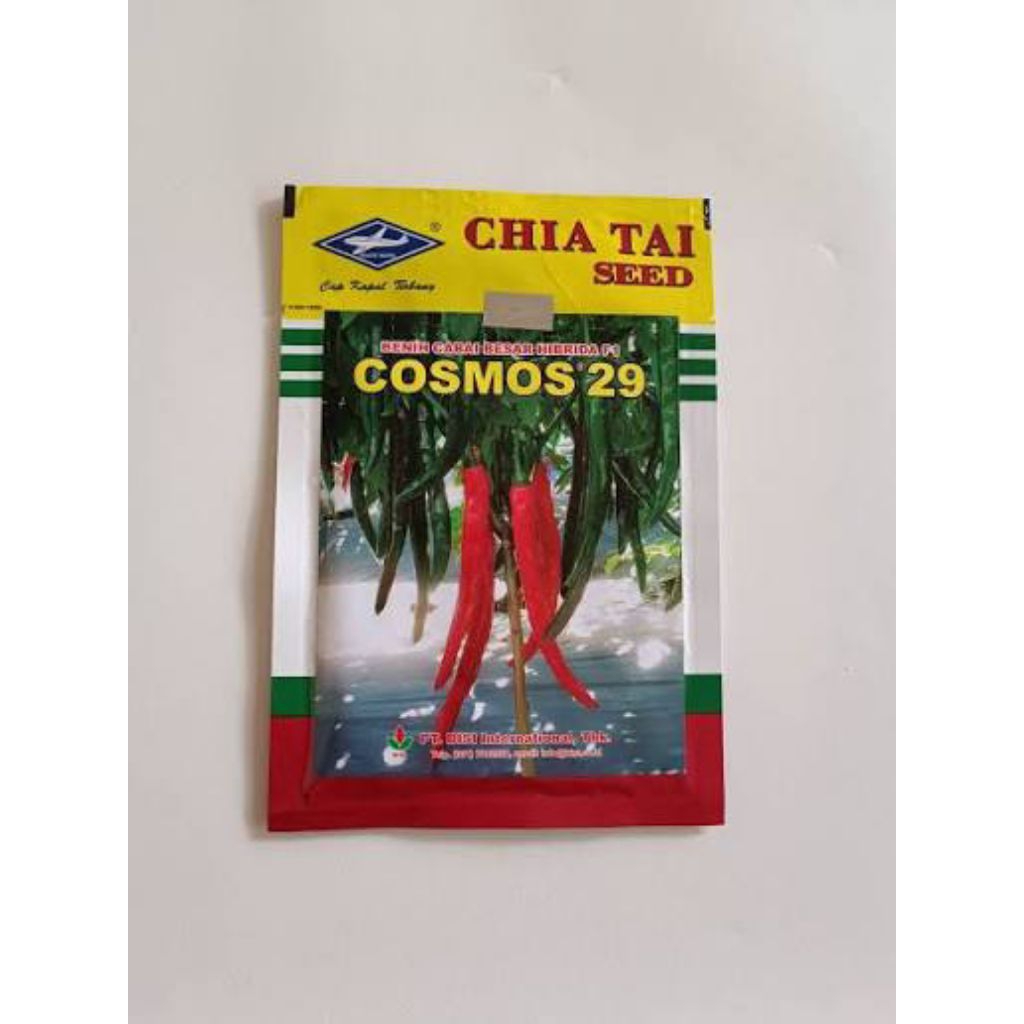 CHIA TAI
SEED
®
Cap Kapal Terbang
BENIH CABAI BESAR HIBRIDA F1
COSMOS 29
PT. BISI International, Tbk.